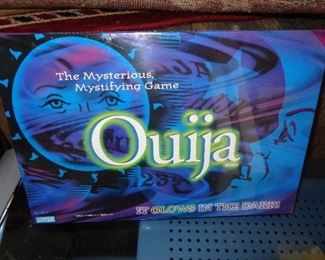 The Mysterious,
Mystifying Game
Ouija
IT GLOWS IN THE DARK!